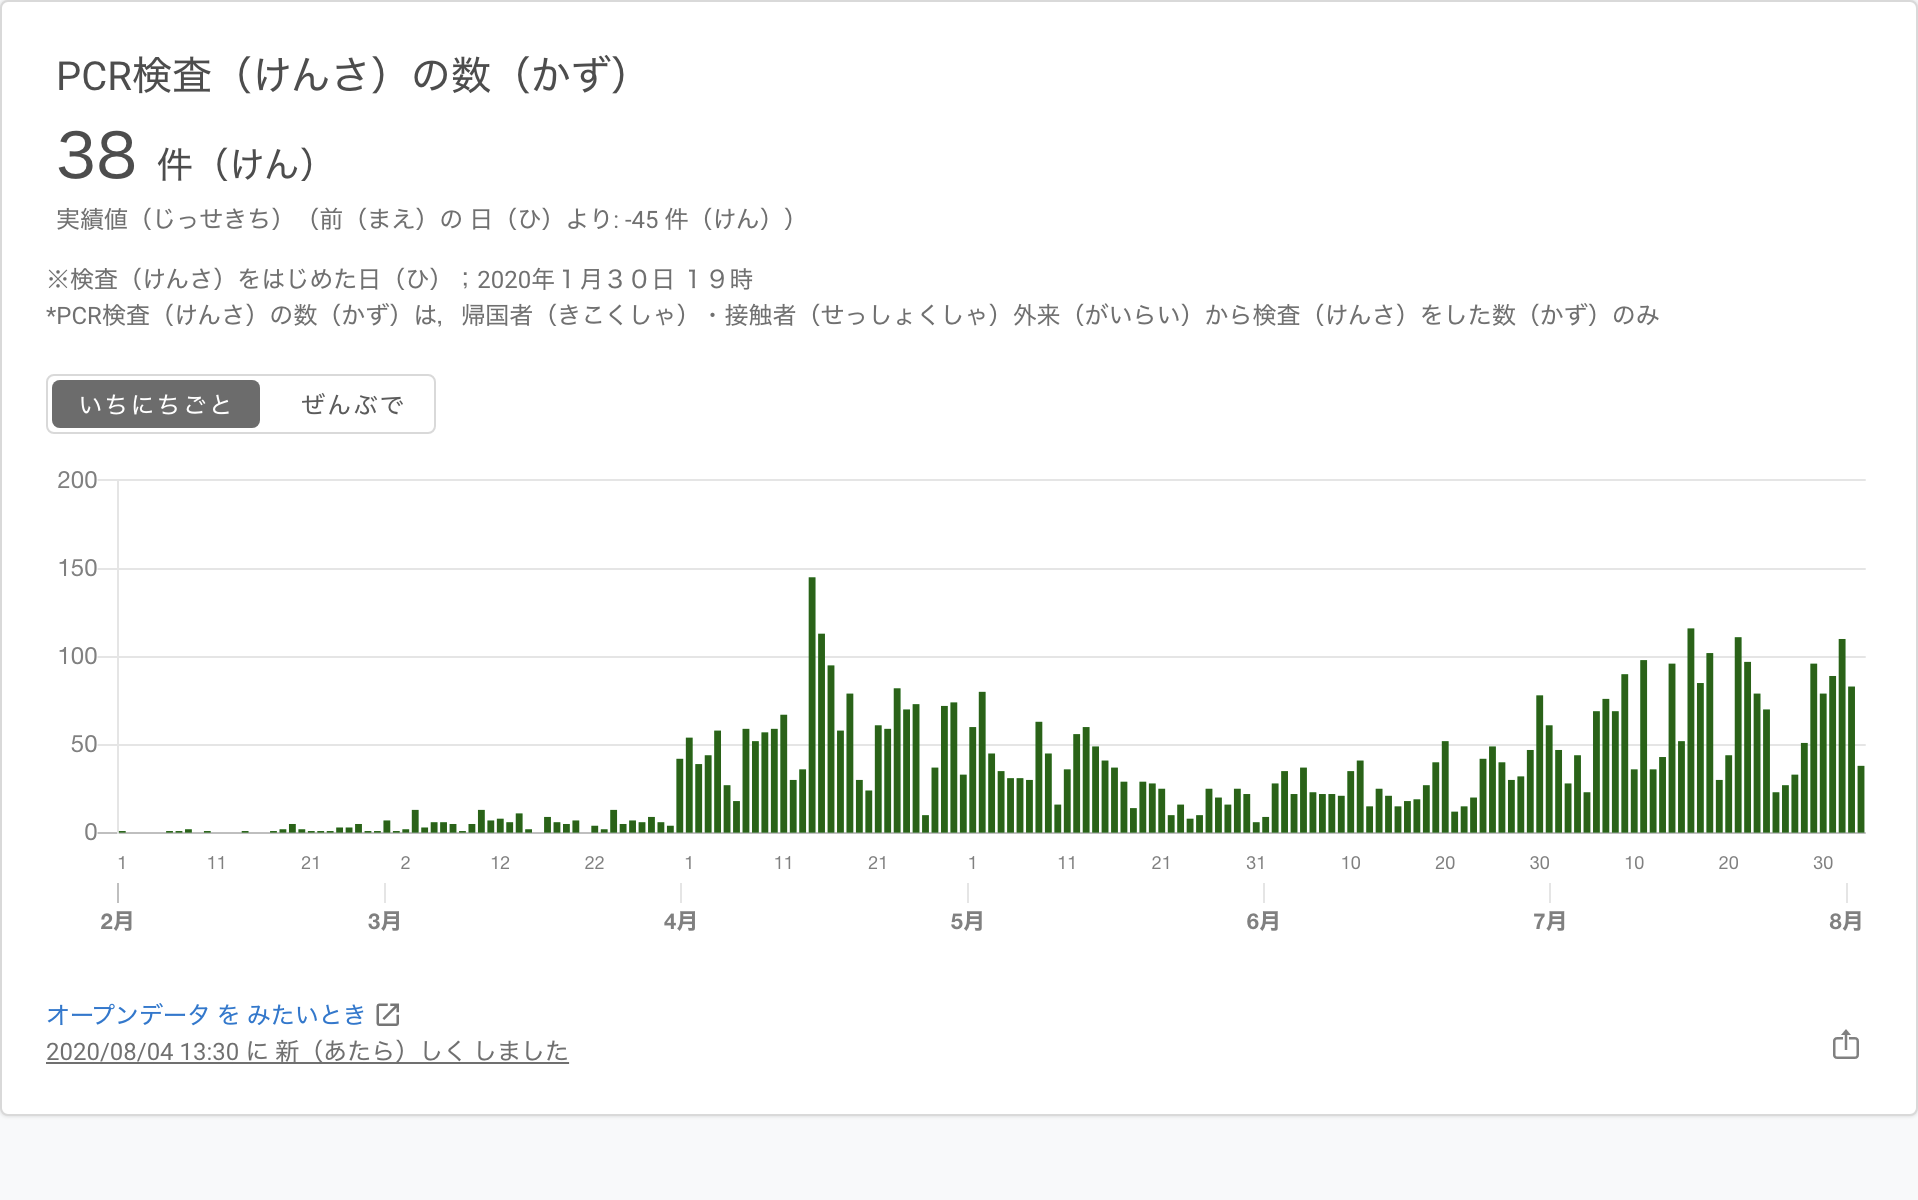 PCR検査（けんさ）の数（かず）
38 件（けん）
実績値（じっせきち）（前（まえ）の 日（ひ）より: -45 件（けん））
※検査（けんさ）をはじめた日（ひ）；2020年１月３０日 １９時
*PCR検査（けんさ）の数（かず）は，帰国者（きこくしゃ）・接触者（せっしょくしゃ）外来（がいらい）から検査（けんさ）をした数（かず）のみ
いちにちごと ぜんぶで
200
150
100
50
0
1 11 21 2 12 22 1 11 21 1 11 21 31 10 20 30 10 20 30
2月 3月 4月 5月 6月 7月 8月
オープンデータ を みたいとき
2020/08/04 13:30 に 新（あたら）しく しました